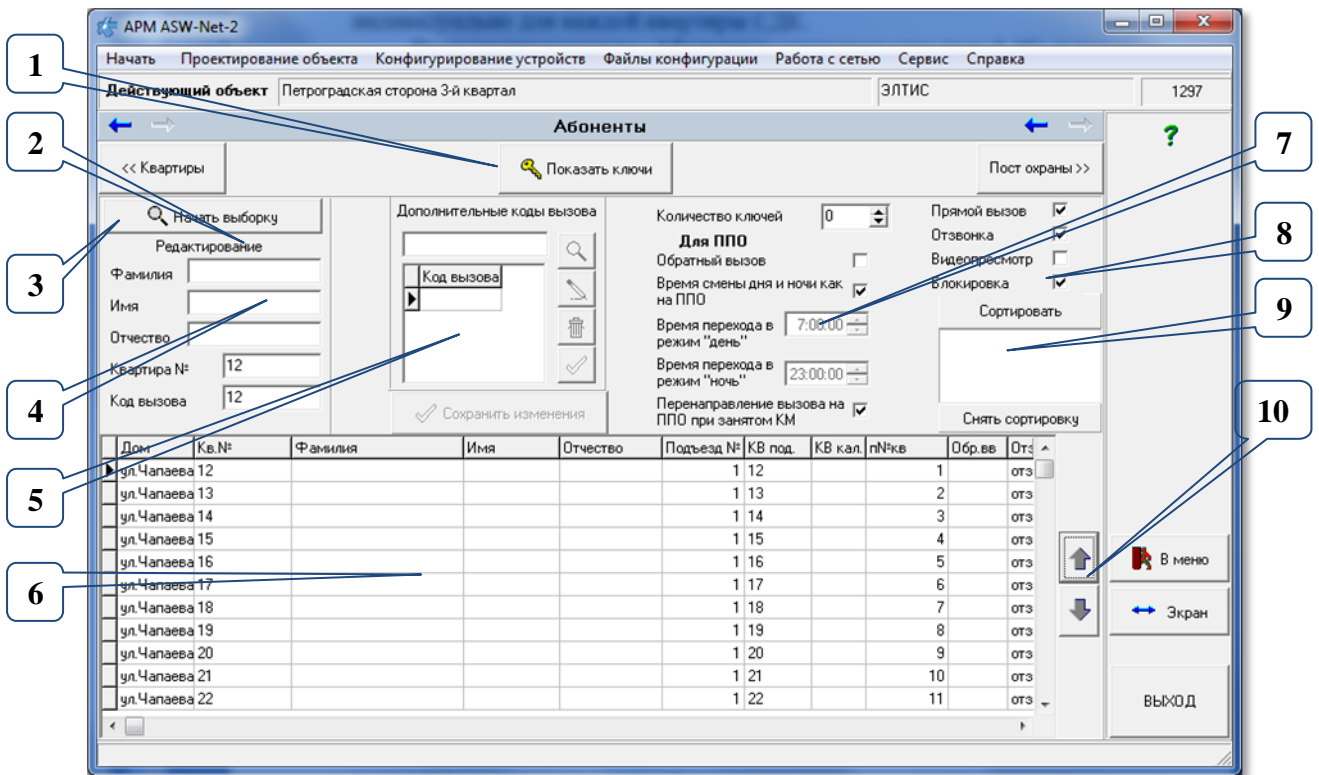 АРМ ASW-Net-2
Начать Проектирование объекта Конфигурирование устройств Файлы конфигурации Работа с сетью Сервис Справка
Действующий объект Петроградская сторона 3-й квартал ЭЛТИС 1297
Абоненты
?
<< Квартиры
Показать ключи
Пост охраны >>
Начать выборку
Редактирование
Фамилия
Имя
Отчество
Квартира № 12
Код вызова 12
Дополнительные коды вызова
Код вызова
Сохранить изменения
Количество ключей 0
Для ППО
Обратный вызов
Время смены дня и ночи как
на ППО
Время перехода в
режим "день"
7:00:00
Время перехода в
режим "ночь"
23:00:00
Перенаправление вызова на
ППО при занятом КМ
Прямой вызов
Отзвонка
Видеопросмотр
Блокировка
Сортировать
Снять сортировку
Дом Кв.№ Фамилия Имя Отчество Подъезд № КВ под. КВ кал. пN°кв Обр.вв Отз
ул.Чапаева 12 1 12 1 отз
ул.Чапаева 13 1 13 2 отз
ул.Чапаева 14 1 14 3 отз
ул.Чапаева 15 1 15 4 отз
ул.Чапаева 16 1 16 5 отз
ул.Чапаева 17 1 17 6 отз
ул.Чапаева 18 1 18 7 отз
ул.Чапаева 19 1 19 8 отз
ул.Чапаева 20 1 20 9 отз
ул.Чапаева 21 1 21 10 отз
ул.Чапаева 22 1 22 11 отз
В меню
Экран
ВЫХОД
1
2
3
4
5
6
7
8
9
10